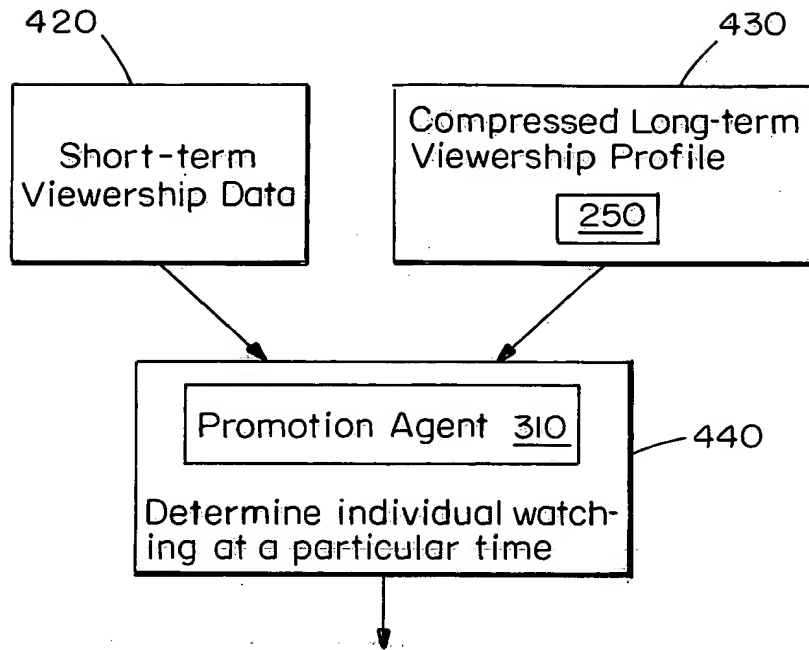 420
430
Short-term
Viewership Data
Compressed Long-term
Viewership Profile
250
Promotion Agent 310
440
Determine individual watch-
ing at a particular time